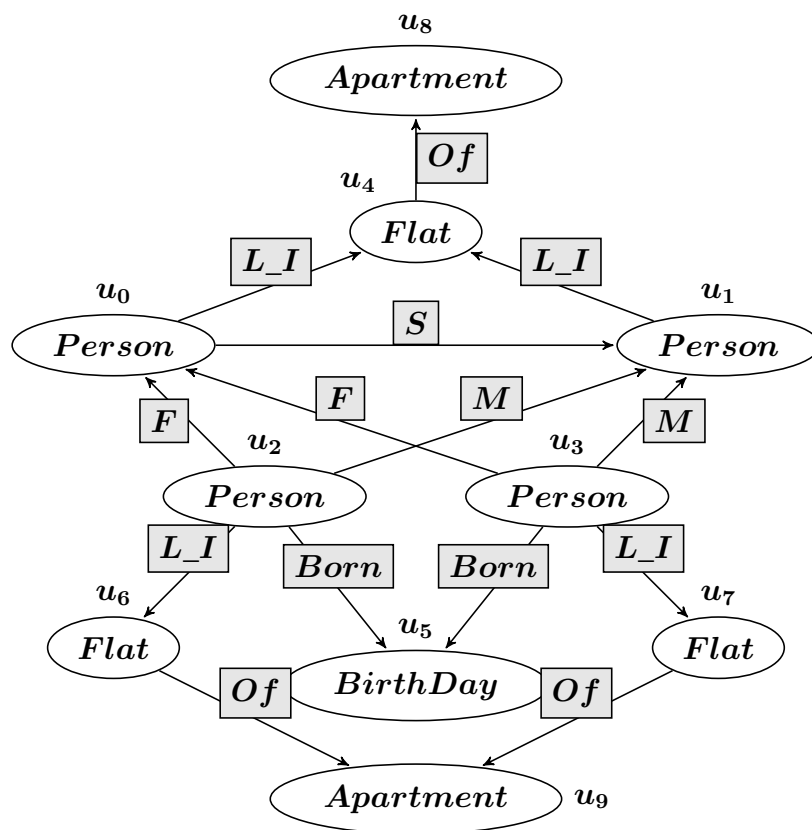 u8
Apartment
Of
u4
Flat
L_I L_I
u0 u1
Person S Person
F F M M
u2 u3
Person Person
L_I Born Born L_I
u6 u5 u7
Flat BirthDay Flat
Of Of
Apartment u9